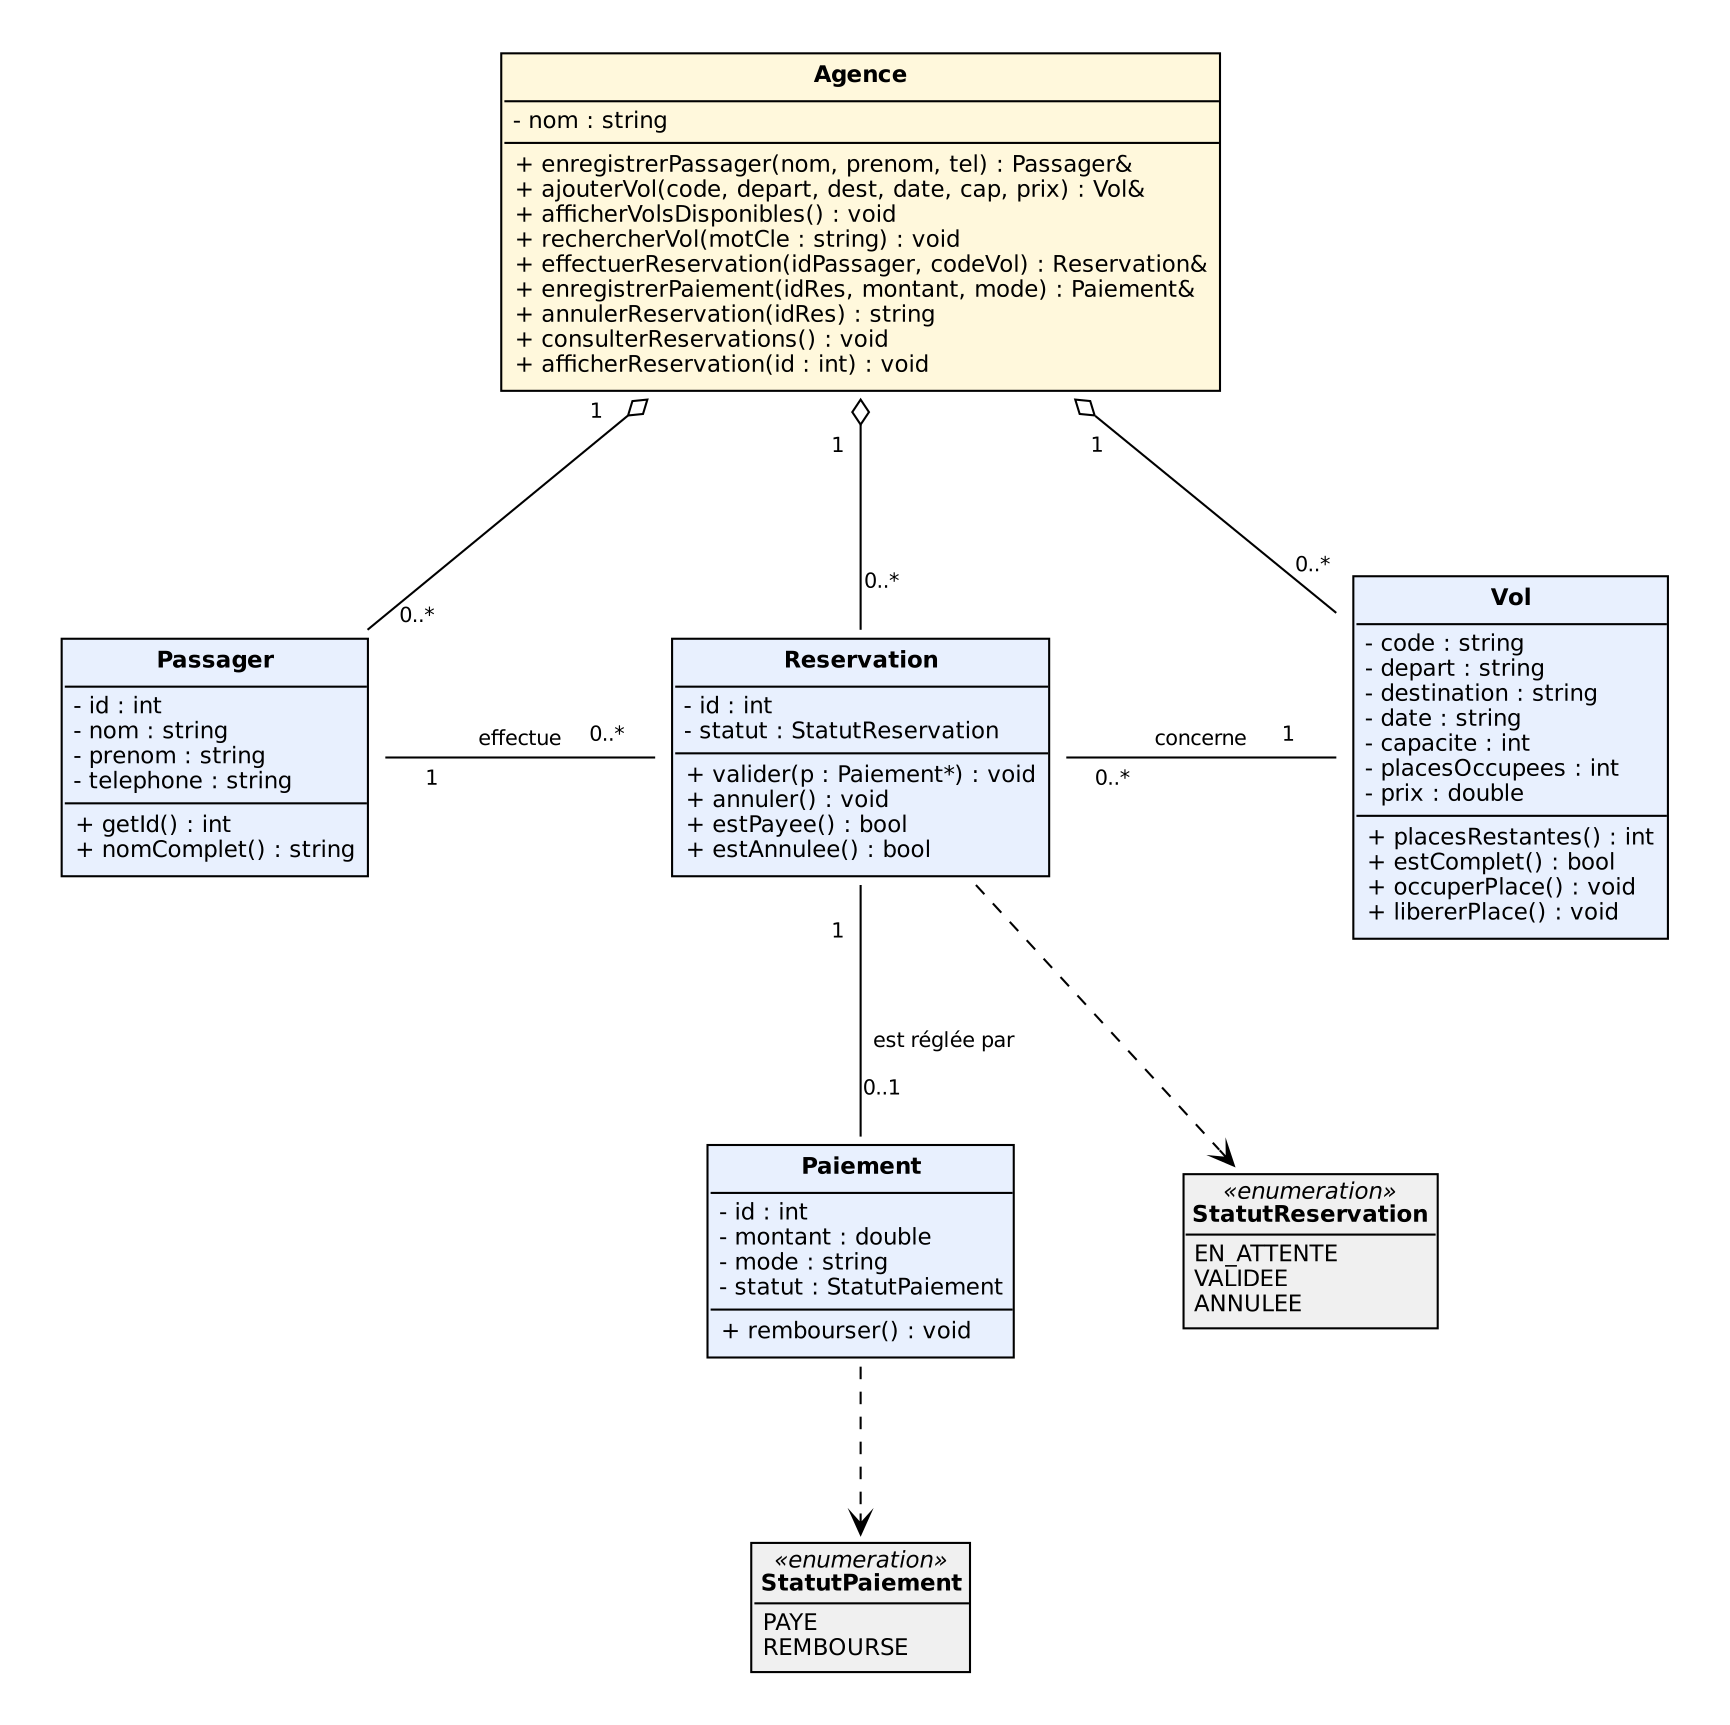 Agence
- nom : string
+ enregistrerPassager(nom, prenom, tel) : Passager&
+ ajouterVol(code, depart, dest, date, cap, prix) : Vol&
+ afficherVolsDisponibles() : void
+ rechercherVol(motCle : string) : void
+ effectuerReservation(idPassager, codeVol) : Reservation&
+ enregistrerPaiement(idRes, montant, mode) : Paiement&
+ annulerReservation(idRes) : string
+ consulterReservations() : void
+ afficherReservation(id : int) : void
1
1
1
0..*
0..*
0..*
Passager
- id : int
- nom : string
- prenom : string
- telephone : string
+ getId() : int
+ nomComplet() : string
effectue
0..*
1
Reservation
- id : int
- statut : StatutReservation
+ valider(p : Paiement*) : void
+ annuler() : void
+ estPayee() : bool
+ estAnnulee() : bool
concerne
1
0..*
Vol
- code : string
- depart : string
- destination : string
- date : string
- capacite : int
- placesOccupees : int
- prix : double
+ placesRestantes() : int
+ estComplet() : bool
+ occuperPlace() : void
+ libererPlace() : void
1
est réglée par
0..1
Paiement
- id : int
- montant : double
- mode : string
- statut : StatutPaiement
+ rembourser() : void
«enumeration»
StatutReservation
EN_ATTENTE
VALIDEE
ANNULEE
«enumeration»
StatutPaiement
PAYE
REMBOURSE